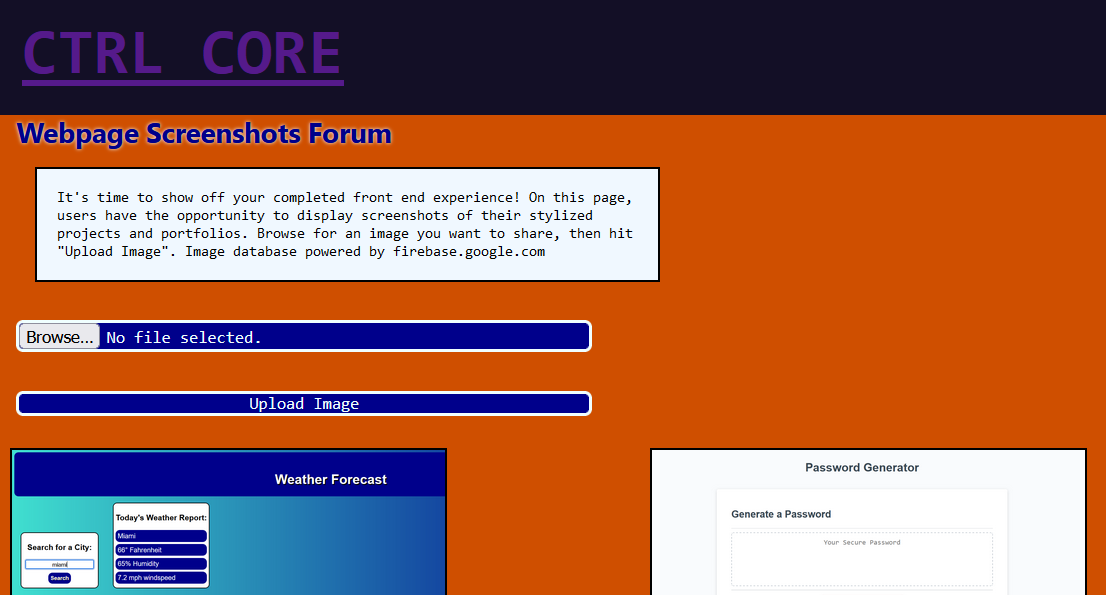 CTRL CORE
Webpage Screenshots Forum
It's time to show off your completed front end experience! On this page,
users have the opportunity to display screenshots of their stylized
projects and portfolios. Browse for an image you want to share, then hit
"Upload Image". Image database powered by firebase.google.com
Browse... No file selected.
Upload Image
Weather Forecast
Today's Weather Report:
Miami
66° Fahrenheit
65% Humidity
7.2 mph windspeed
Search for a City:
miami
Search
Password Generator
Generate a Password
Your Secure Password